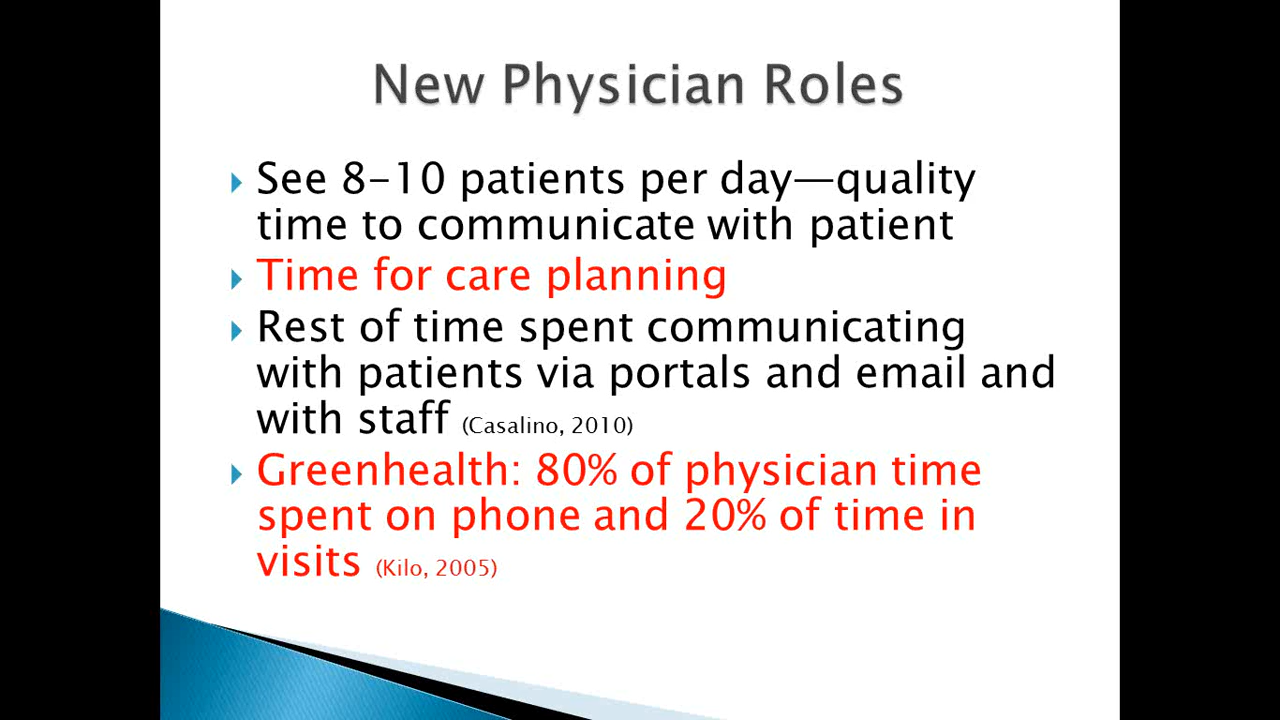 New Physician Roles
See 8-10 patients per day—quality
time to communicate with patient
Time for care planning
Rest of time spent communicating
with patients via portals and email and
with staff (Casalino, 2010)
Greenhealth: 80% of physician time
spent on phone and 20% of time in
visits (Kilo, 2005)